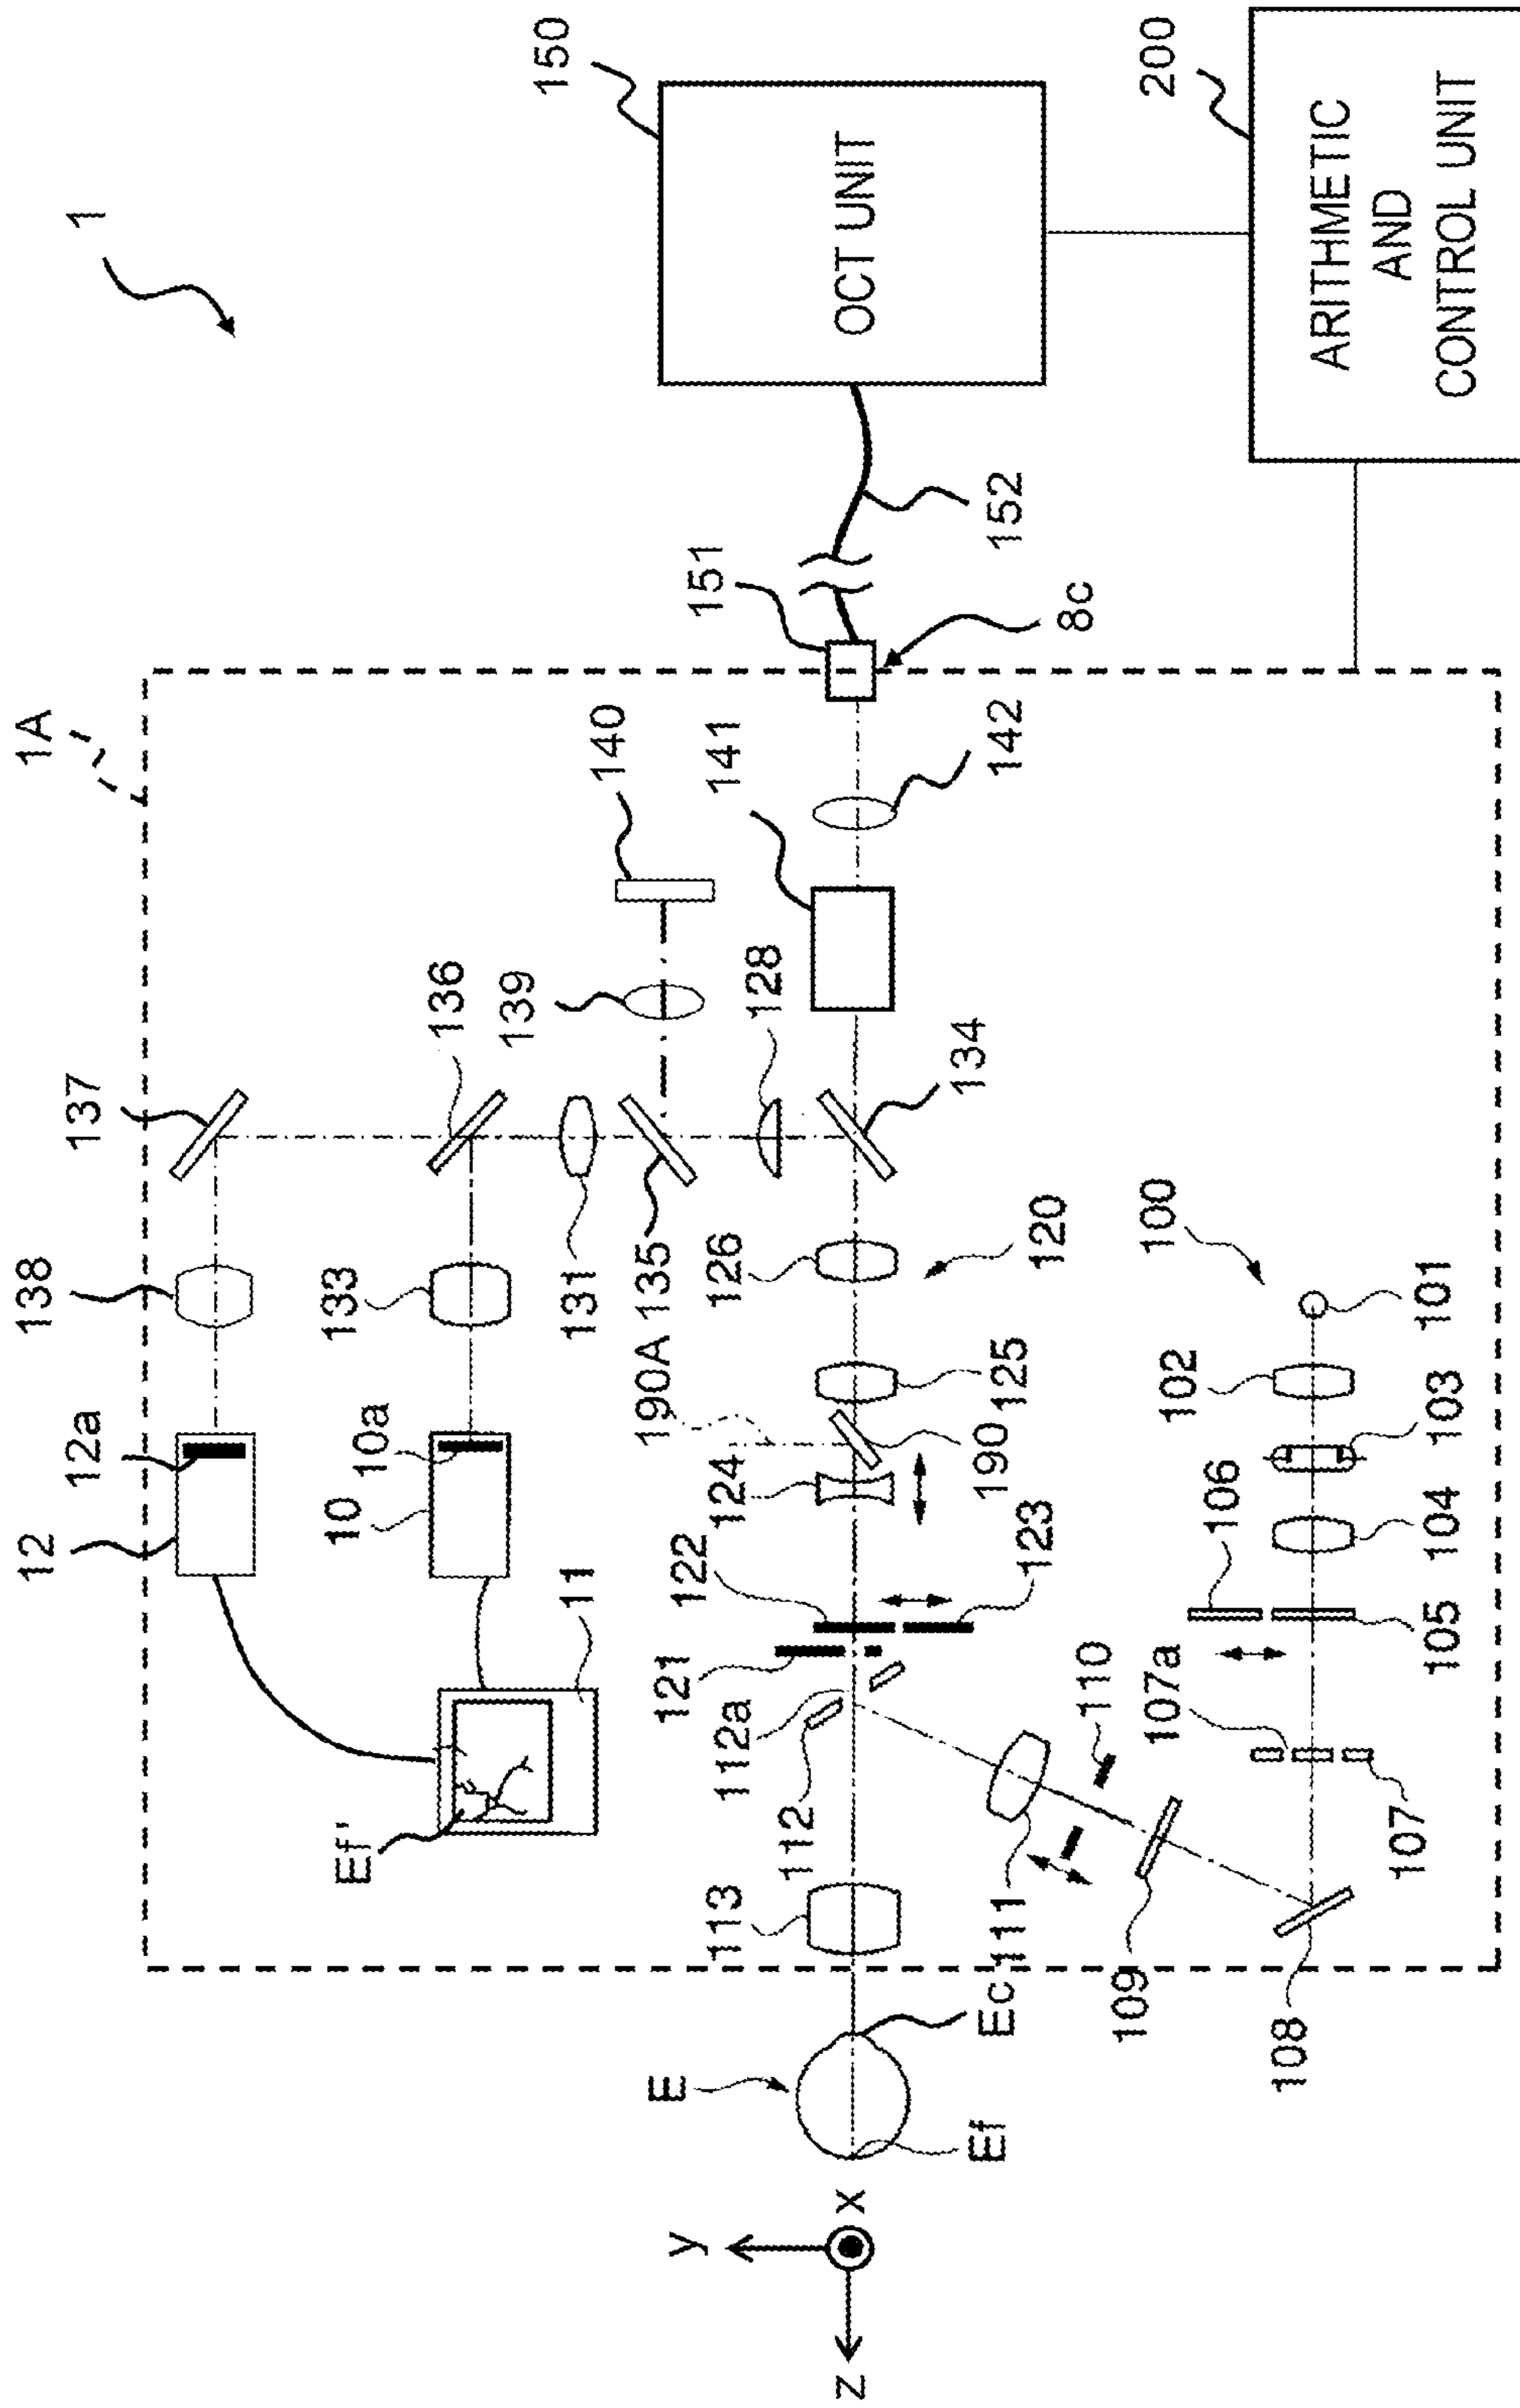 12 138 1A
12a 137 1
Ef' 10 133
10a 136
139 150
11 131 140
190A 135
E 121 122 151
y 113 112a 124 126 141
112 128
x OCT UNIT
z
134
Ef Ec 111 190 125 142 152
123 120 8c
110
109 107a 100 200
106 102
108
ARITHMETIC
AND
CONTROL UNIT
107 105 104 103 101